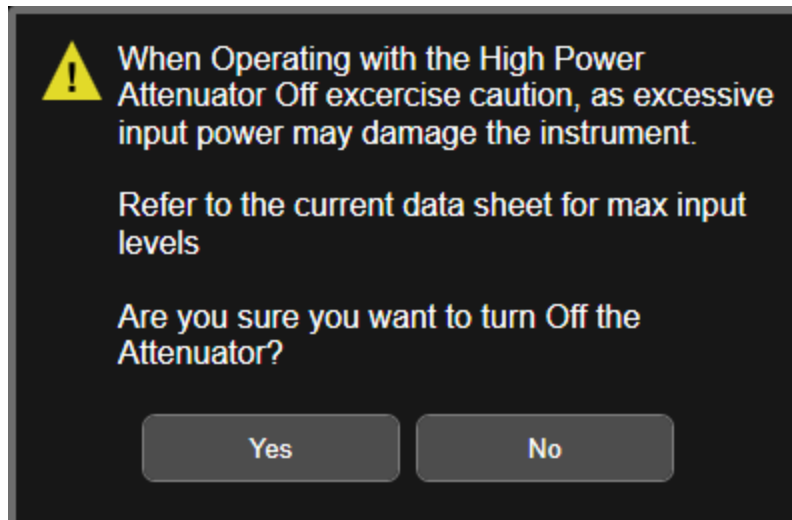 When Operating with the High Power
Attenuator Off excercise caution, as excessive
input power may damage the instrument.
Refer to the current data sheet for max input
levels
Are you sure you want to turn Off the
Attenuator?
Yes
No